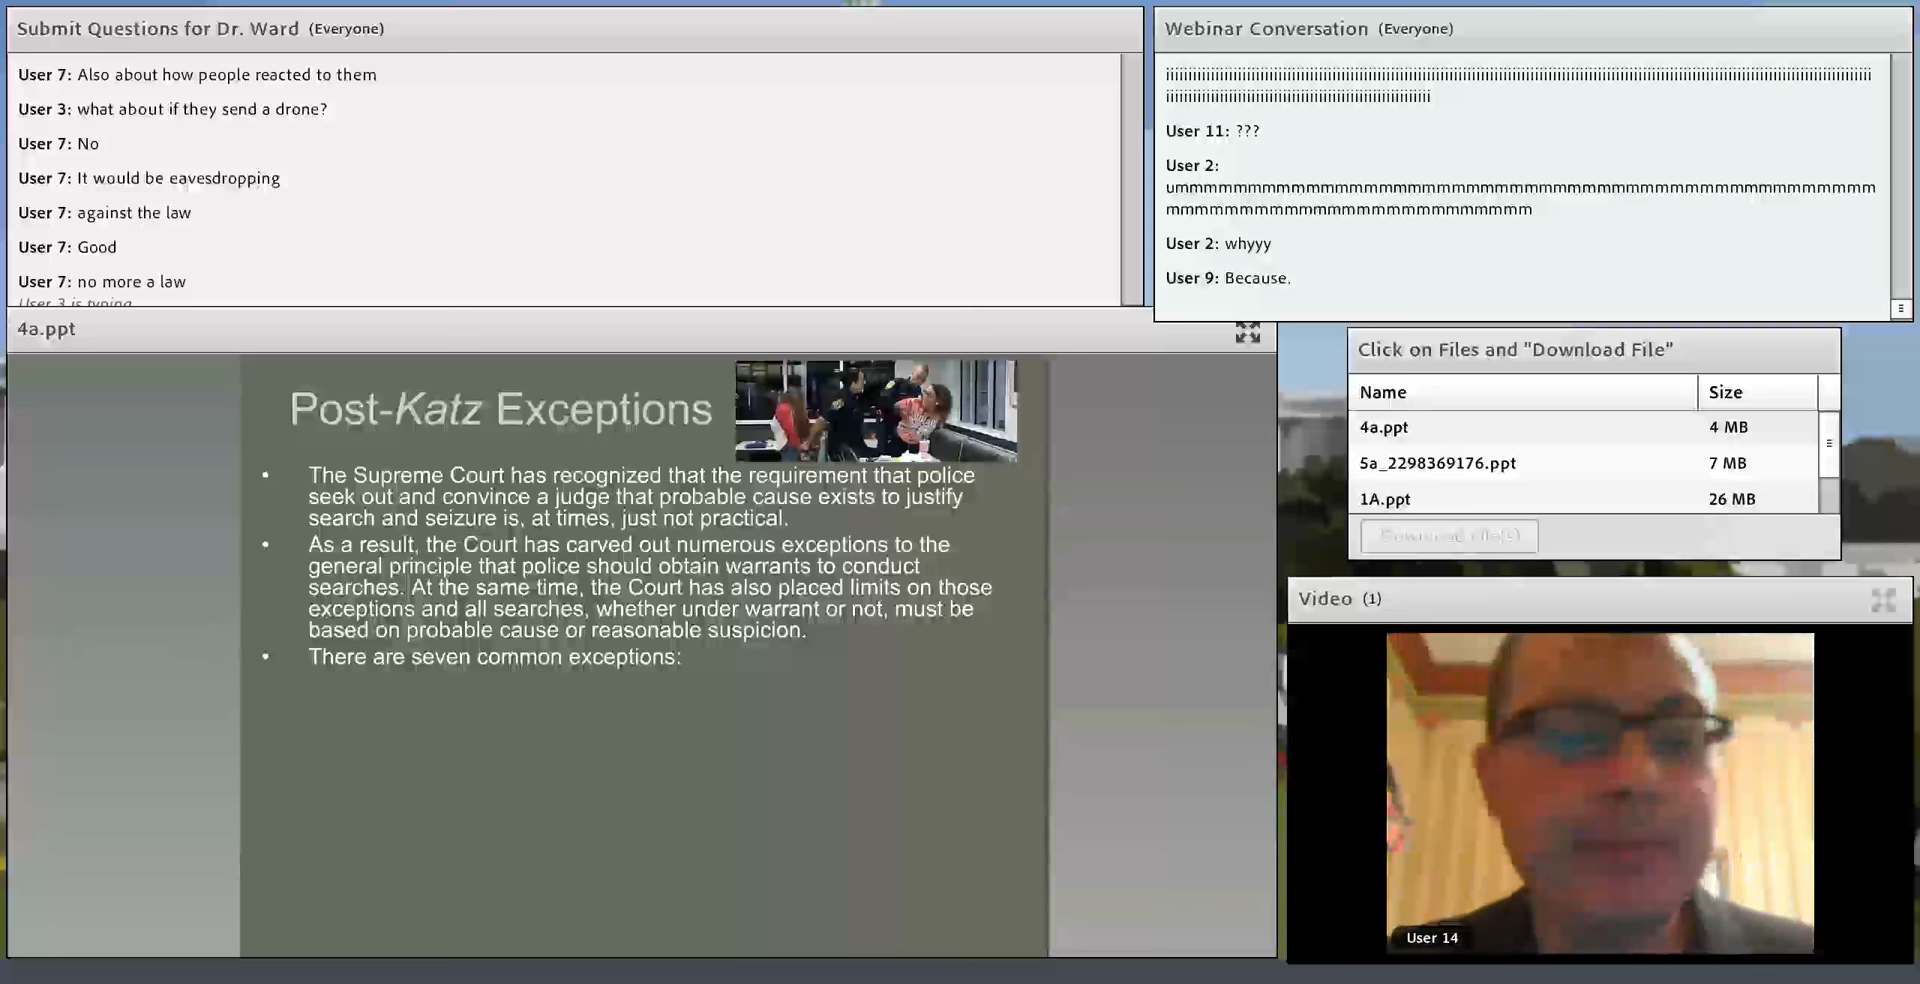 Submit Questions for Dr. Ward (Everyone)
User 7: Also about how people reacted to them
User 3: what about if they send a drone?
User 7: No
User 7: It would be eavesdropping
User 7: against the law
User 7: Good
User 7: no more a law
User 3 is typing
Webinar Conversation (Everyone)
User 11: ???
User 2:
User 2: whyyy
User 9: Because.
4a.ppt
Post-Katz Exceptions
• The Supreme Court has recognized that the requirement that police
seek out and convince a judge that probable cause exists to justify
search and seizure is, at times, just not practical.
• As a result, the Court has carved out numerous exceptions to the
general principle that police should obtain warrants to conduct
searches. At the same time, the Court has also placed limits on those
exceptions and all searches, whether under warrant or not, must be
based on probable cause or reasonable suspicion.
• There are seven common exceptions:
Click on Files and "Download File"
Name Size
4a.ppt 4 MB
5a_2298369176.ppt 7 MB
1A.ppt 26 MB
Download File(s)
Video (1)
User 14